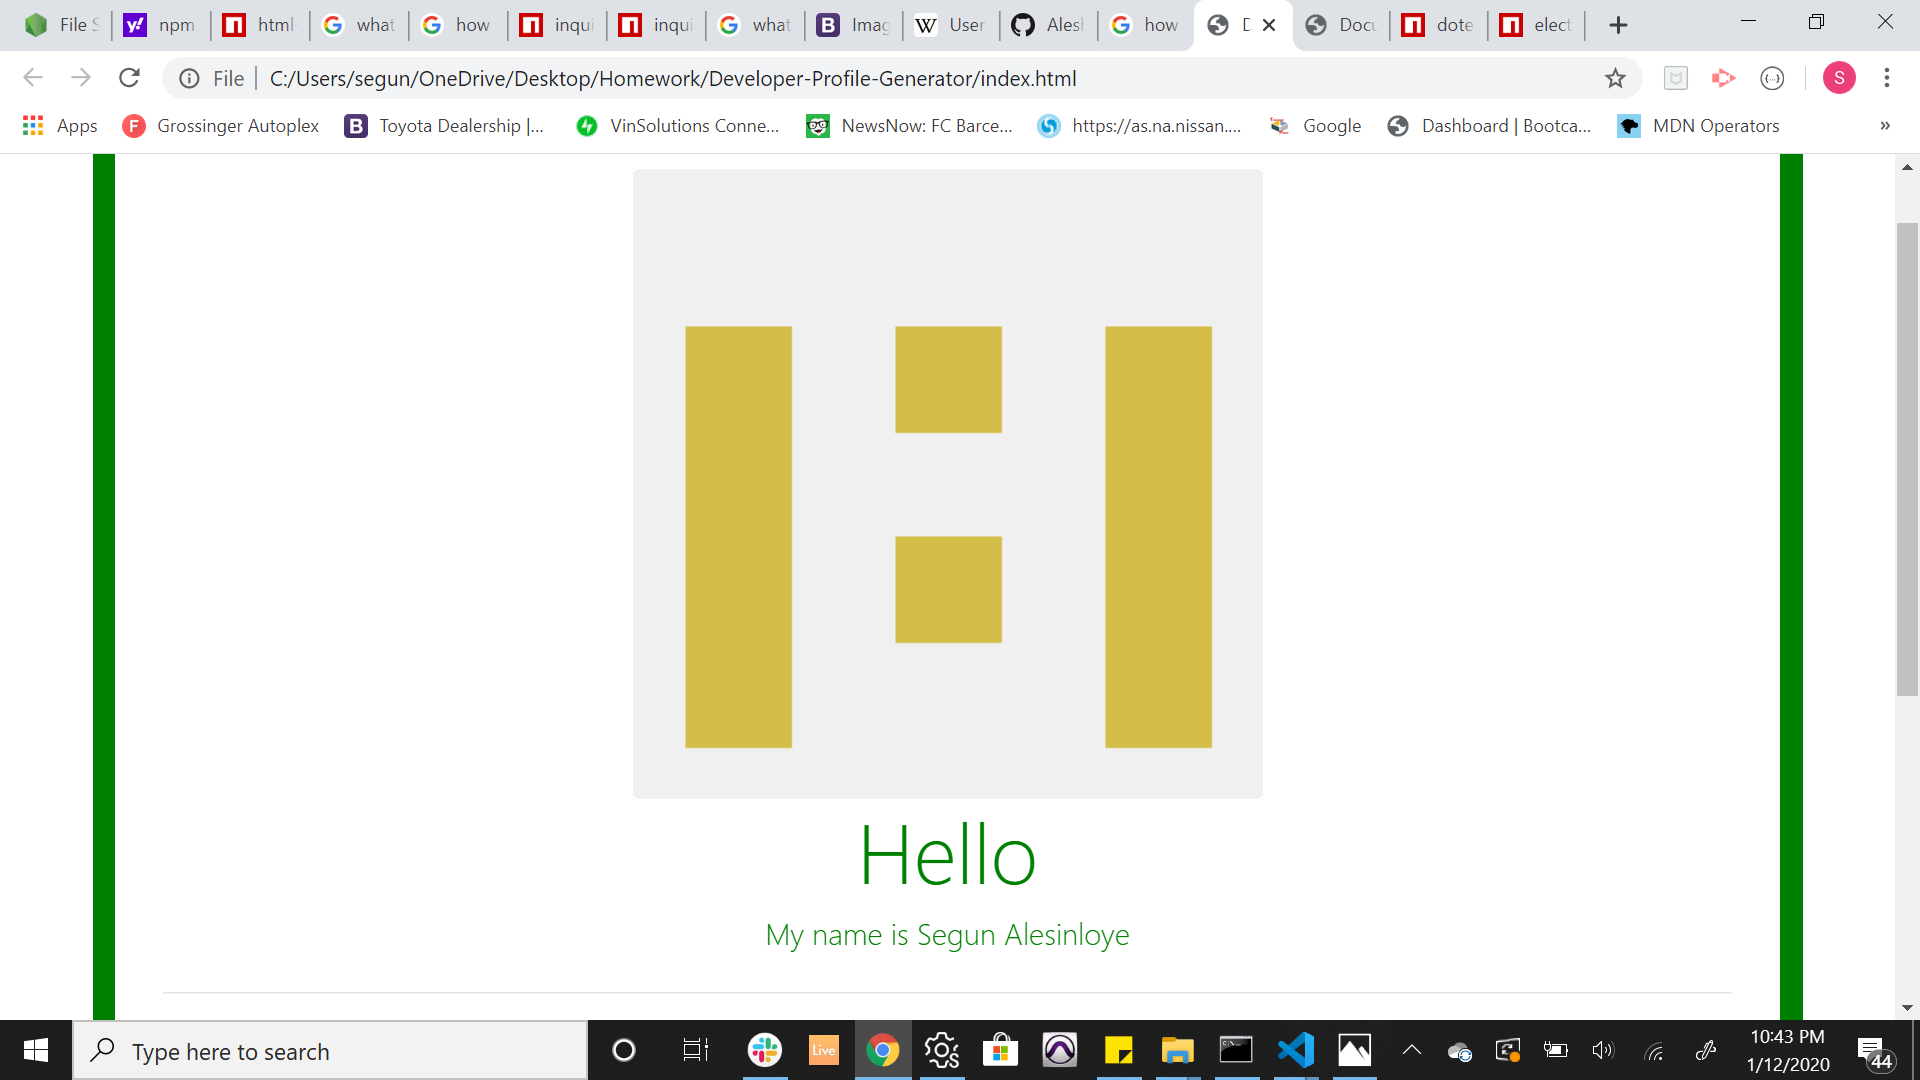 File S
npm
html-
what
how
inqui
inqui
what
Imag
User
Alesh
how
D
Docu
dote
elect
File
C:/Users/segun/OneDrive/Desktop/Homework/Developer-Profile-Generator/index.html
S
Apps
Grossinger Autoplex
Toyota Dealership |...
VinSolutions Conne...
NewsNow: FC Barce...
https://as.na.nissan....
Google
Dashboard | Bootca...
MDN Operators
»
Hello
My name is Segun Alesinloye
Type here to search
Live
10:43 PM
1/12/2020
44